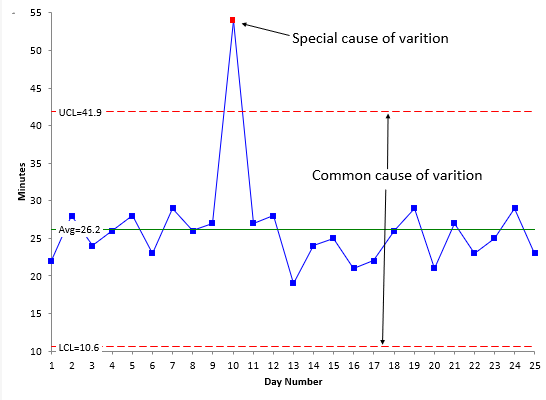 55
Special cause of varition
50
45
UCL=41.9
40
35
Minutes
Common cause of varition
30
Avg=26.2
25
20
15
LCL=10.6
10
1 2 3 4 5 6 7 8 9 10 11 12 13 14 15 16 17 18 19 20 21 22 23 24 25
Day Number